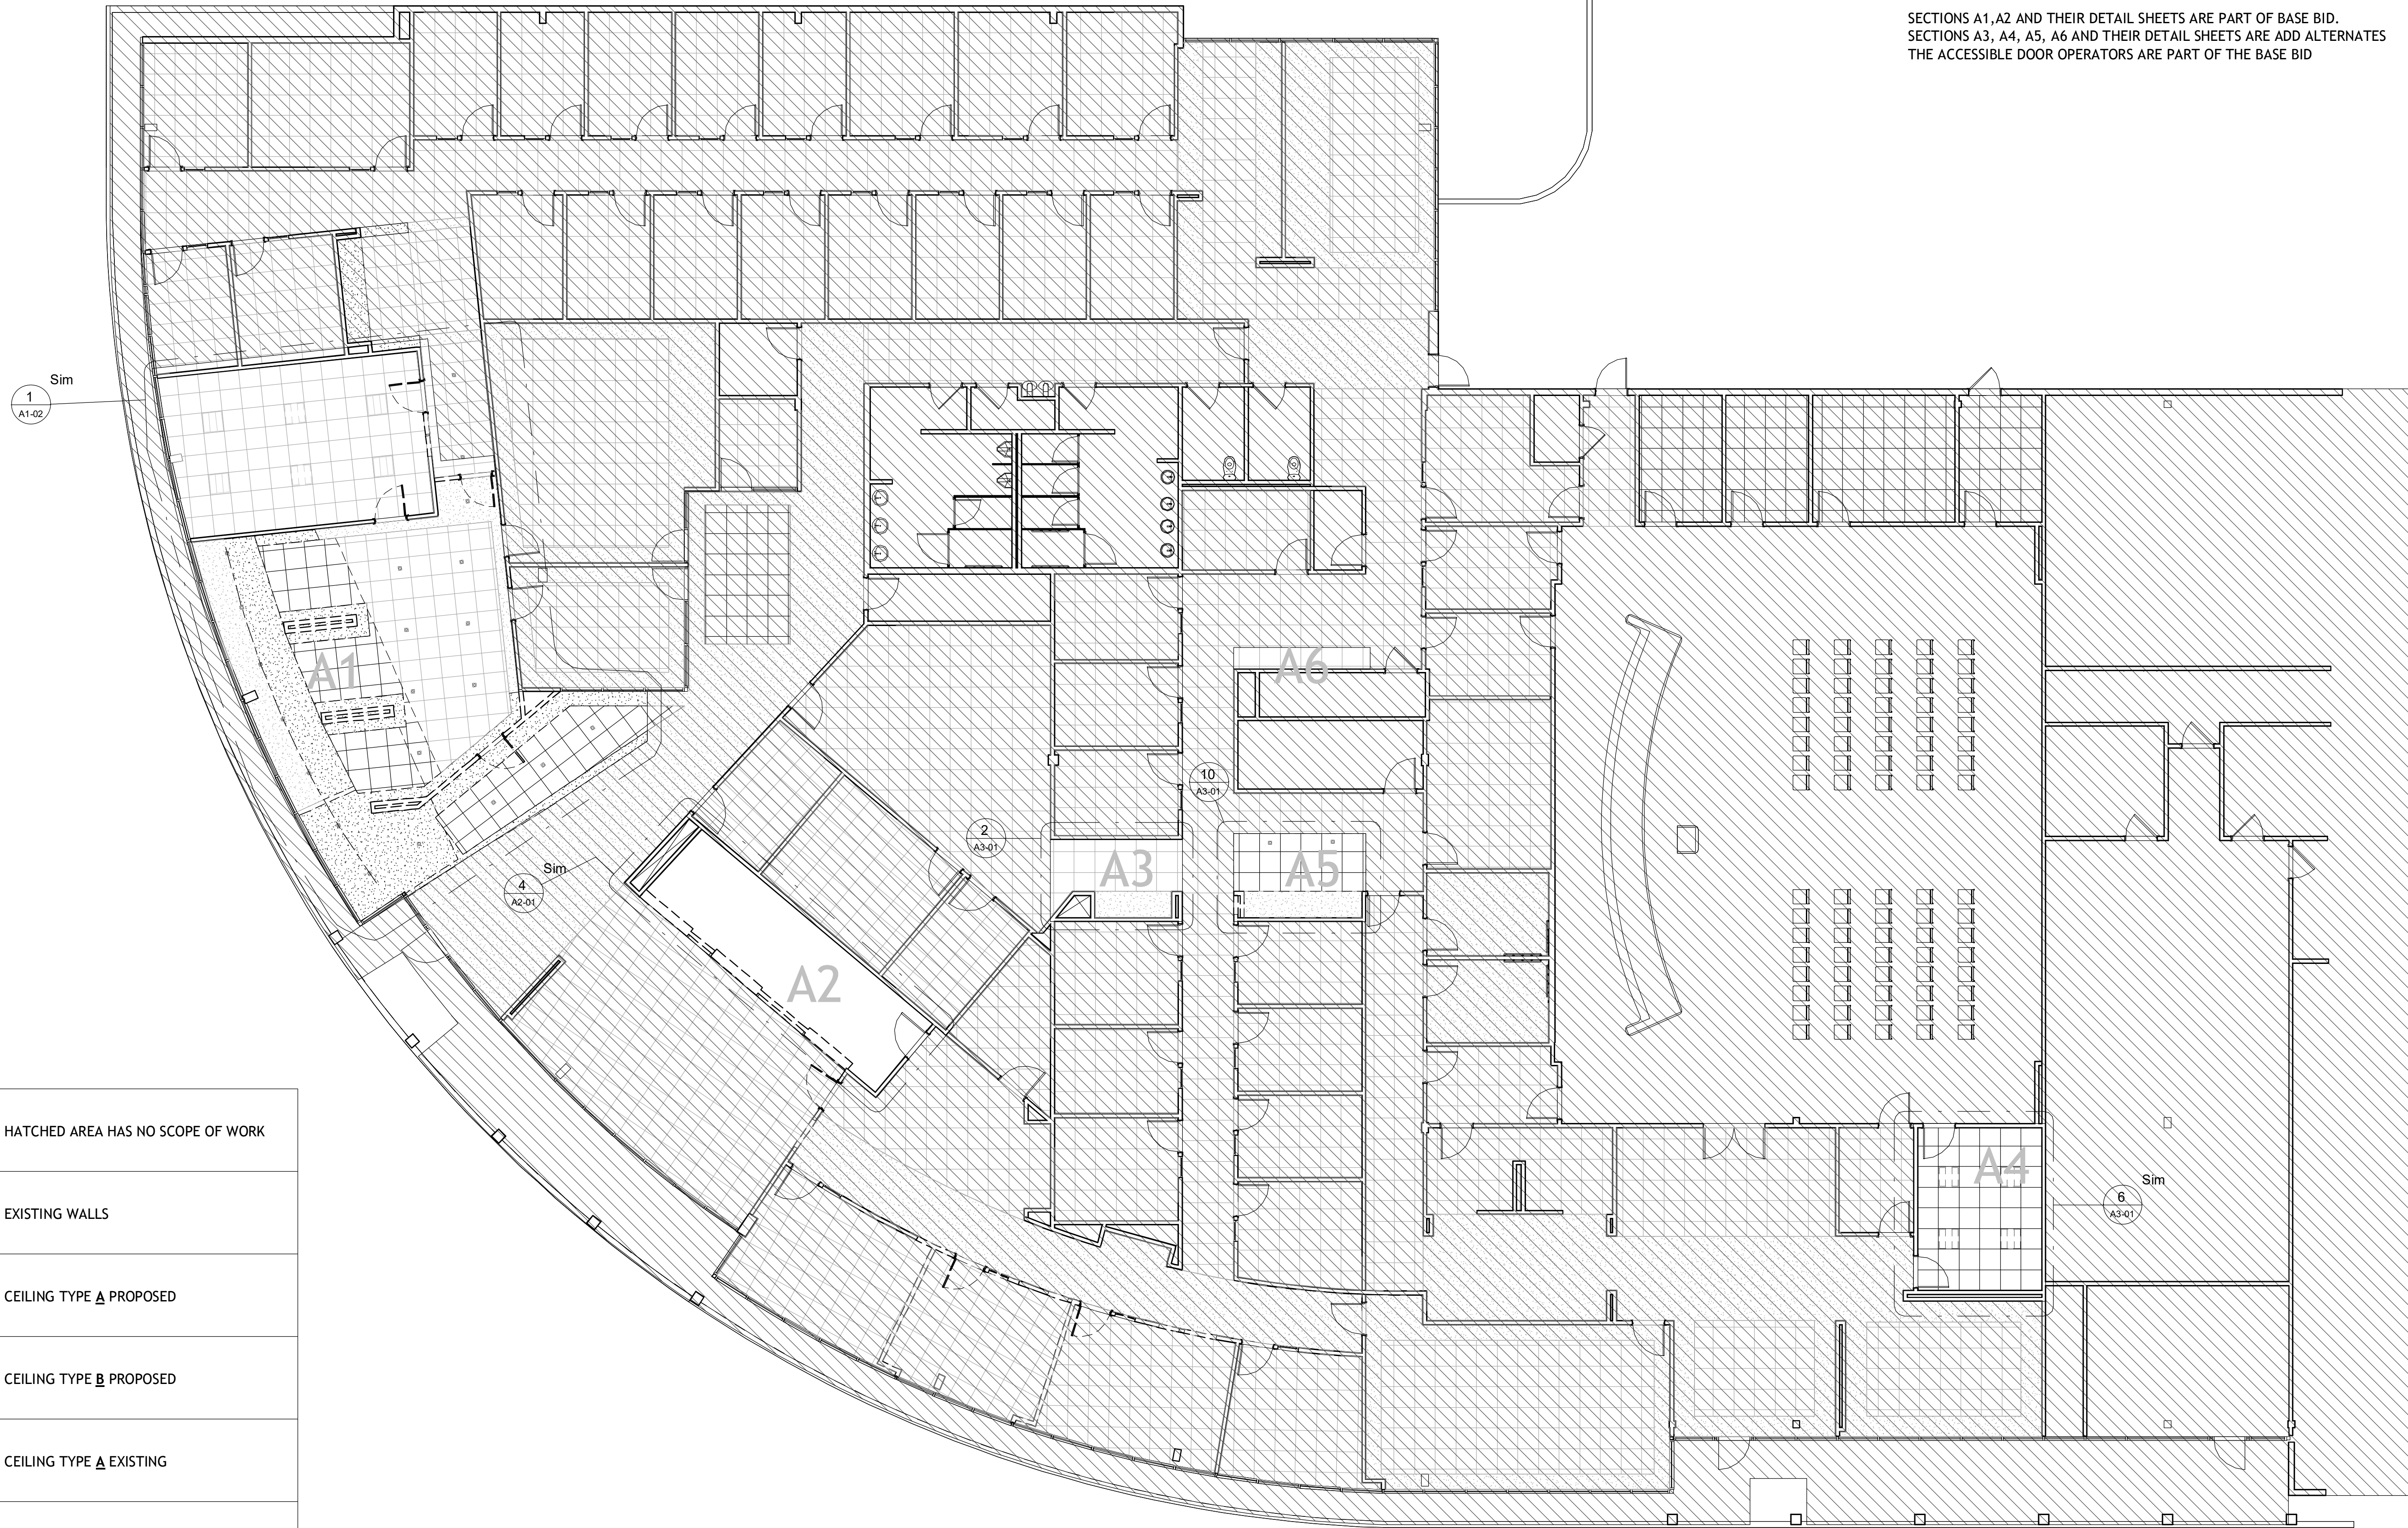 SECTIONS A1,A2 AND THEIR DETAIL SHEETS ARE PART OF BASE BID.
SECTIONS A3, A4, A5, A6 AND THEIR DETAIL SHEETS ARE ADD ALTERNATES
THE ACCESSIBLE DOOR OPERATORS ARE PART OF THE BASE BID
Sim
1
A1-02
A1
A6
10
A3-01
2
A3-01
A3
A5
Sim
4
A2-01
A2
A4
Sim
6
A3-01
HATCHED AREA HAS NO SCOPE OF WORK
EXISTING WALLS
CEILING TYPE A PROPOSED
CEILING TYPE B PROPOSED
CEILING TYPE A EXISTING